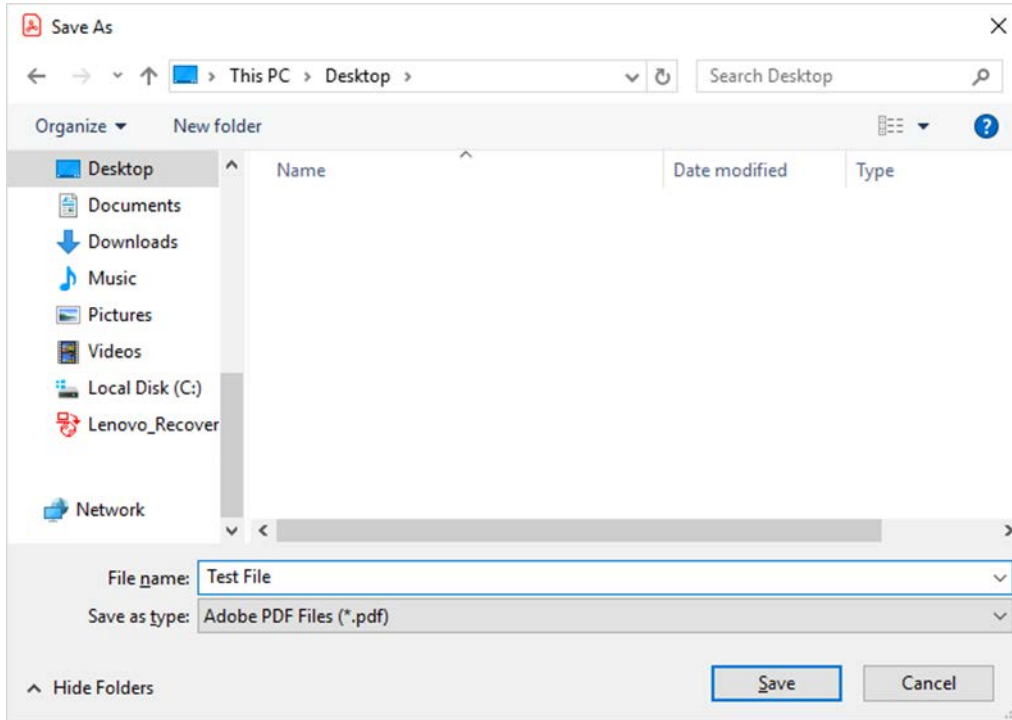 Save As
This PC > Desktop >
Search Desktop
Organize
New folder
Name
Date modified
Type
Desktop
Documents
Downloads
Music
Pictures
Videos
Local Disk (C:)
Lenovo_Recover
Network
File name: Test File
Save as type: Adobe PDF Files (*.pdf)
Hide Folders
Save
Cancel